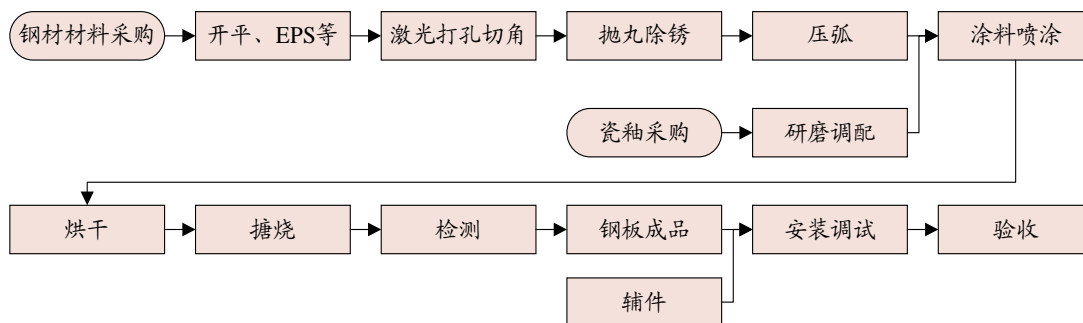 钢材材料采购
开平、EPS等
激光打孔切角
抛丸除锈
压弧
涂料喷涂
瓷釉采购
研磨调配
烘干
搪烧
检测
钢板成品
安装调试
验收
辅件